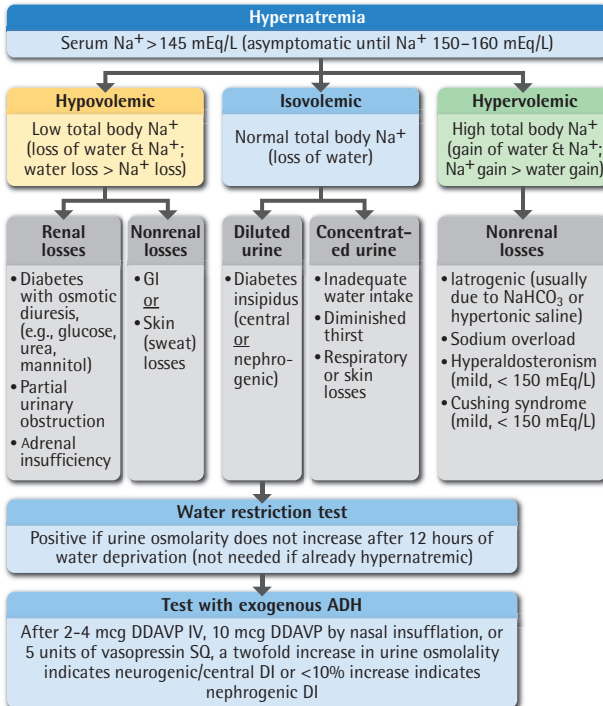 Hypernatremia
Serum Na+ > 145 mEq/L (asymptomatic until Na+ 150–160 mEq/L)
Hypovolemic
Low total body Na+
(loss of water & Na+;
water loss > Na+ loss)
Isovolemic
Normal total body Na+
(loss of water)
Hypervolemic
High total body Na+
(gain of water & Na+;
Na+ gain > water gain)
Renal
losses
• Diabetes
with osmotic
diuresis,
(e.g., glucose,
urea,
mannitol)
• Partial
urinary
obstruction
• Adrenal
insufficiency
Nonrenal
losses
• GI
or
• Skin
(sweat)
losses
Diluted
urine
• Diabetes
insipidus
(central
or
nephro-
genic)
Concentrat-
ed urine
• Inadequate
water intake
• Diminished
thirst
• Respiratory
or skin
losses
Nonrenal
losses
• Iatrogenic (usually
due to NaHCO3 or
hypertonic saline)
• Sodium overload
• Hyperaldosteronism
(mild, < 150 mEq/L)
• Cushing syndrome
(mild, < 150 mEq/L)
Water restriction test
Positive if urine osmolarity does not increase after 12 hours of
water deprivation (not needed if already hypernatremic)
Test with exogenous ADH
After 2-4 mcg DDAVP IV, 10 mcg DDAVP by nasal insufflation, or
5 units of vasopressin SQ, a twofold increase in urine osmolality
indicates neurogenic/central DI or <10% increase indicates
nephrogenic DI